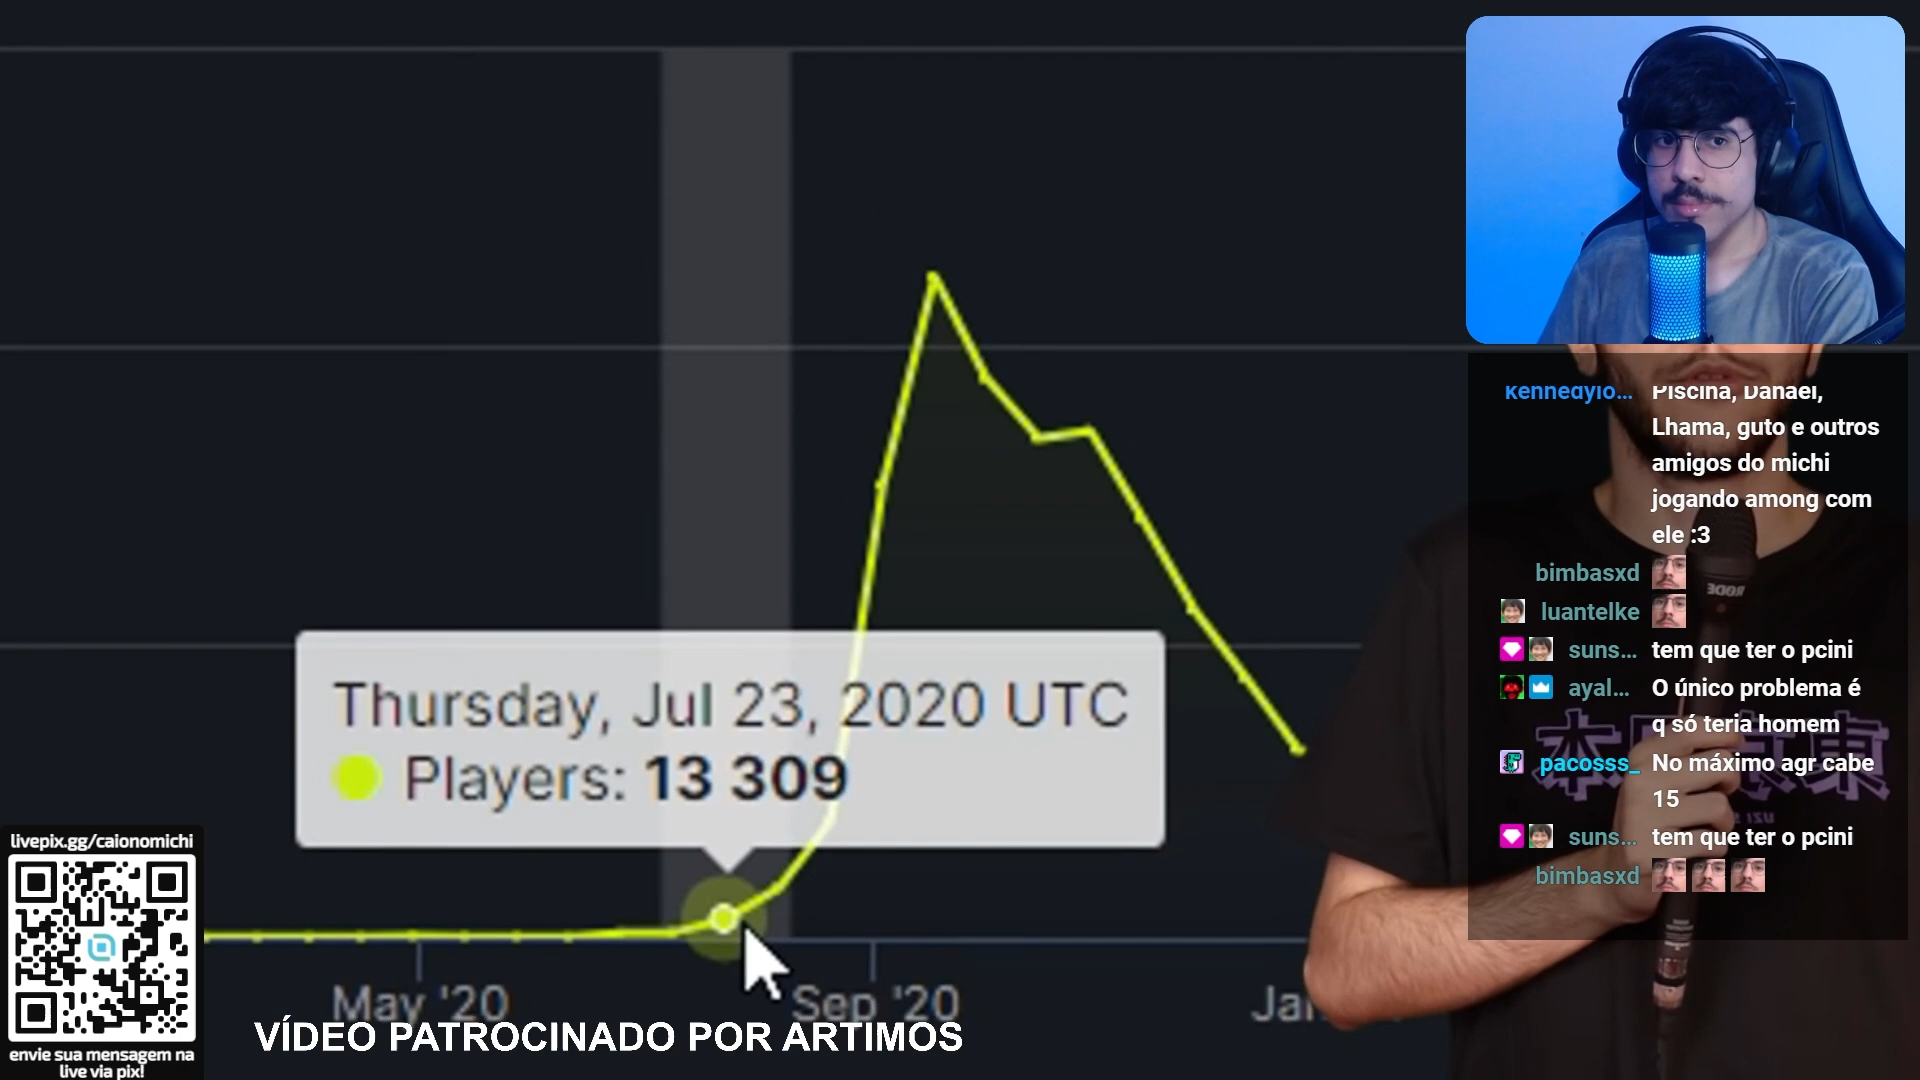 Thursday, Jul 23, 2020 UTC
Players: 13 309
May '20
Sep '20
livepix.gg/caionomichi
envie sua mensagem na
live via pix!
VÍDEO PATROCINADO POR ARTIMOS
Kennedylo... Piscina, Danael,
Lhama, guto e outros
amigos do michi
jogando among com
ele :3
bimbasxd
luantelke
suns... tem que ter o pcini
ayal... O único problema é
q só teria homem
pacosss_ No máximo agr cabe
15
suns... tem que ter o pcini
bimbasxd
RODE